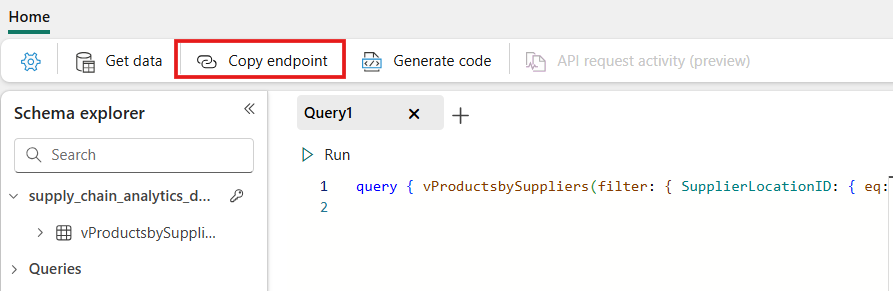 Home
Get data
Copy endpoint
Generate code
API request activity (preview)
Schema explorer
Search
supply_chain_analytics_d...
vProductsbySuppli...
Queries
Query1
Run
1 query { vProductsbySuppliers(filter: { SupplierLocationID: { eq:
2